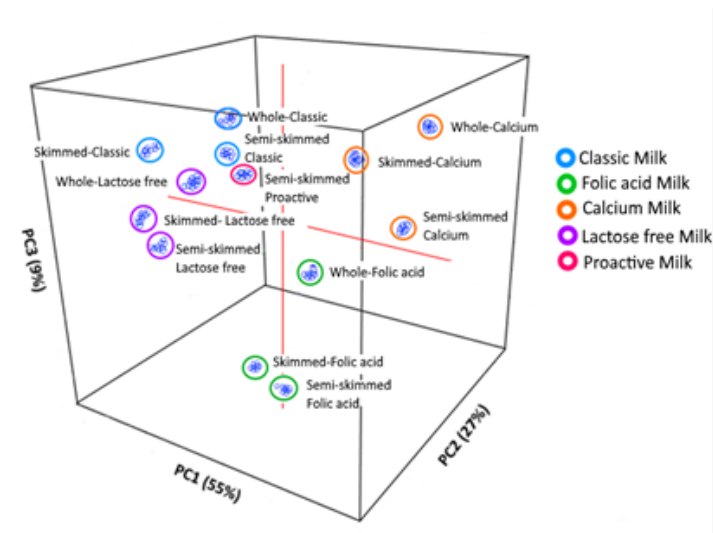 Whole-Classic
Semi-skimmed
Classic
Skimmed-Classic
Semi-skimmed
Proactive
Whole-Lactose free
Skimmed- Lactose free
Semi-skimmed
Lactose free
Whole-Calcium
Skimmed-Calcium
Semi-skimmed
Calcium
Whole-Folic acid
Skimmed-Folic acid
Semi-skimmed
Folic acid
PC3 (9%)
PC1 (55%)
PC2 (27%)
Classic Milk
Folic acid Milk
Calcium Milk
Lactose free Milk
Proactive Milk